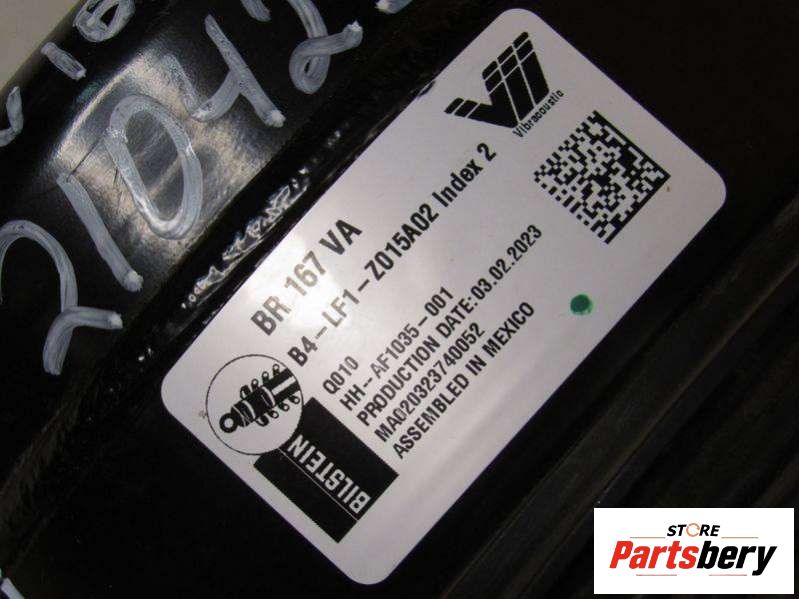 21042
Vibracoustic
BR 167 VA
B4-LF1-Z015A02 Index 2
Q010
HH-AF1035-001
PRODUCTION DATE:03.02.2023
MA020323740052
ASSEMBLED IN MEXICO
BILSTEIN
STORE
Partsbery